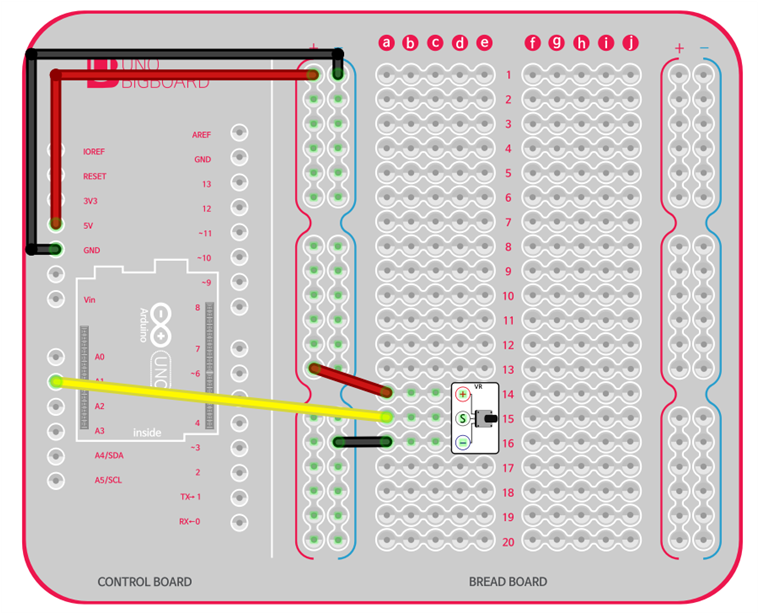 UNO
BIGBOARD
+ −
a b c d e
f g h i j
+ −
1
2
3
4
5
6
7
8
9
10
11
12
13
14
15
16
17
18
19
20
IOREF
RESET
3V3
5V
GND
Vin
A0
A1
A2
A3
A4/SDA
A5/SCL
AREF
GND
13
12
~11
~10
~9
8
7
~6
4
~3
2
TX→1
RX←0
Arduino
UNO
inside
VR
+
S
−
CONTROL BOARD
BREAD BOARD